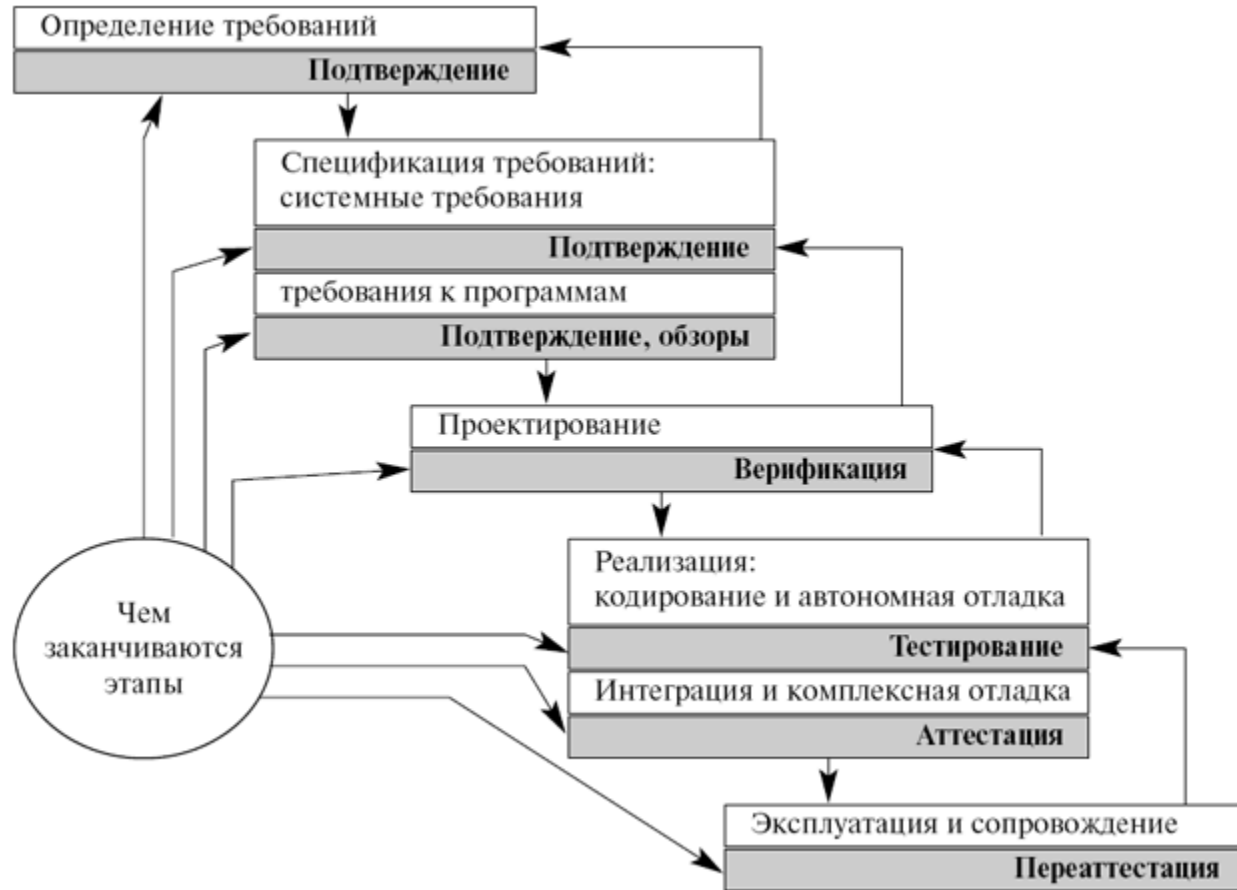 Определение требований
Подтверждение
Спецификация требований:
системные требования
Подтверждение
требования к программам
Подтверждение, обзоры
Проектирование
Верификация
Реализация:
кодирование и автономная отладка
Тестирование
Интеграция и комплексная отладка
Аттестация
Эксплуатация и сопровождение
Переаттестация
Чем
заканчиваются
этапы